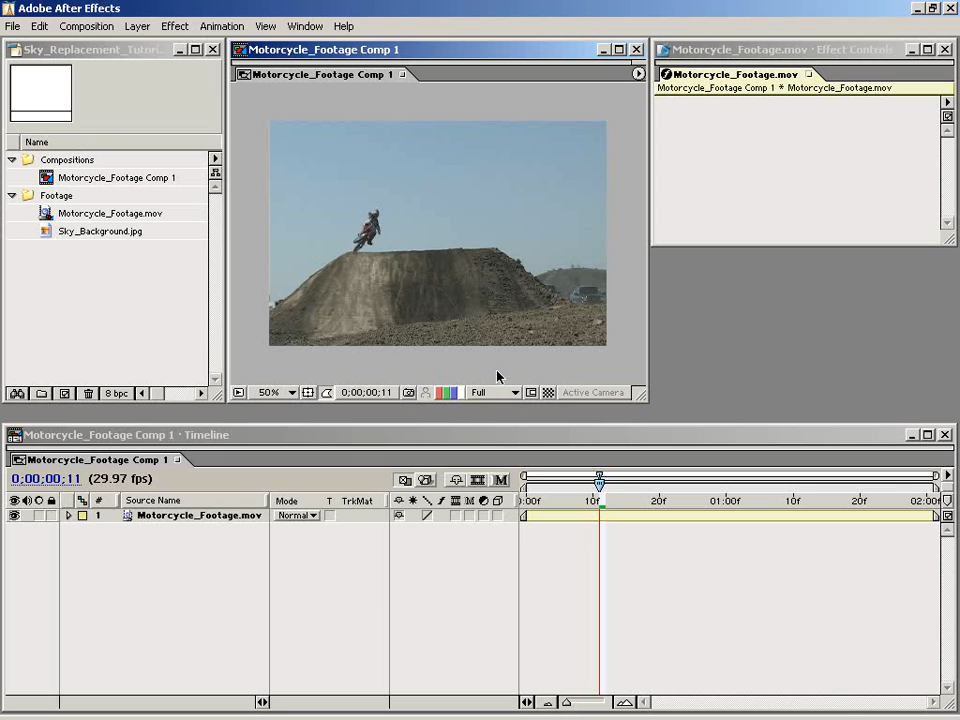 Adobe After Effects
File Edit Composition Layer Effect Animation View Window Help
Sky_Replacement_Tutori
Name
Compositions
Motorcycle_Footage Comp 1
Footage
Motorcycle_Footage.mov
Sky_Background.jpg
8 bpc
Motorcycle_Footage Comp 1
Motorcycle_Footage Comp 1
50% 0;00;00;11 Full Active Camera
Motorcycle_Footage.mov · Effect Controls
Motorcycle_Footage.mov
Motorcycle_Footage Comp 1 * Motorcycle_Footage.mov
Motorcycle_Footage Comp 1 · Timeline
Motorcycle_Footage Comp 1
0;00;00;11 (29.97 fps)
# Source Name Mode T TrkMat :00f 10f 20f 01:00f 10f 20f 02:00f
1 Motorcycle_Footage.mov Normal